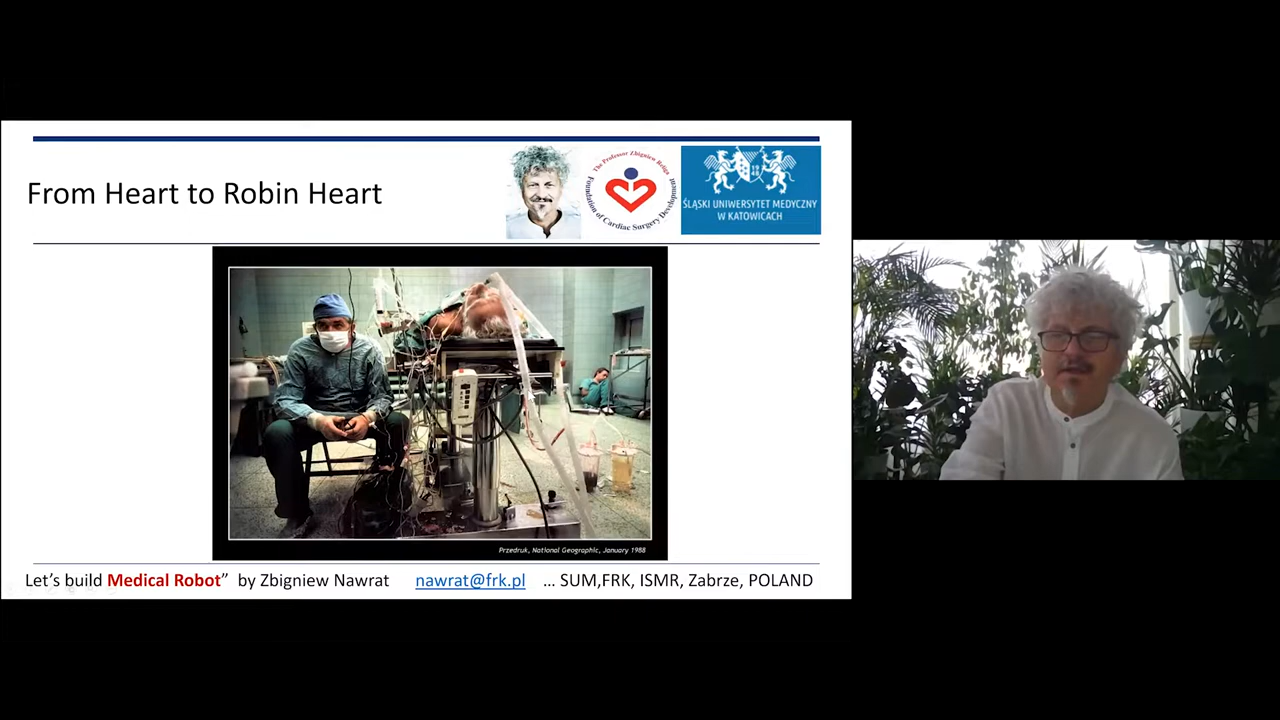 From Heart to Robin Heart
The Professor Zbigniew Religa
Foundation of Cardiac Surgery Development
ŚLĄSKI UNIWERSYTET MEDYCZNY
W KATOWICACH
Przedruk, National Geographic, January 1988
Let's build Medical Robot” by Zbigniew Nawrat nawrat@frk.pl ... SUM,FRK, ISMR, Zabrze, POLAND